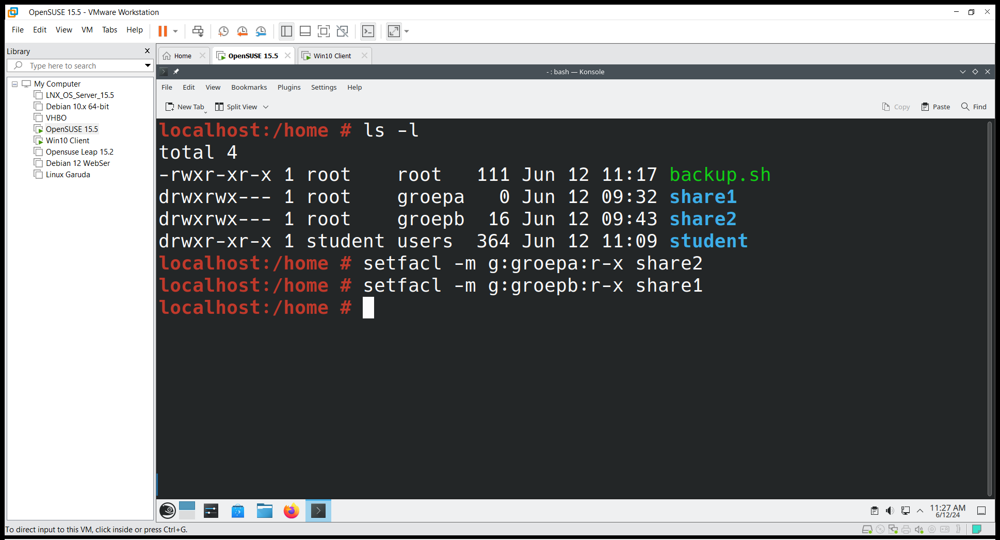 OpenSUSE 15.5 - VMware Workstation
File Edit View VM Tabs Help
Library
Type here to search
My Computer
LNX_OS_Server_15.5
Debian 10.x 64-bit
VHBO
OpenSUSE 15.5
Win10 Client
Opensuse Leap 15.2
Debian 12 WebSer
Linux Garuda
Home OpenSUSE 15.5 Win10 Client
- : bash — Konsole
File Edit View Bookmarks Plugins Settings Help
New Tab Split View Copy Paste Find
localhost:/home # ls -l
total 4
-rwxr-xr-x 1 root root 111 Jun 12 11:17 backup.sh
drwxrwx--- 1 root groepa 0 Jun 12 09:32 share1
drwxrwx--- 1 root groepb 16 Jun 12 09:43 share2
drwxr-xr-x 1 student users 364 Jun 12 11:09 student
localhost:/home # setfacl -m g:groepa:r-x share2
localhost:/home # setfacl -m g:groepb:r-x share1
localhost:/home #
11:27 AM
6/12/24
To direct input to this VM, click inside or press Ctrl+G.